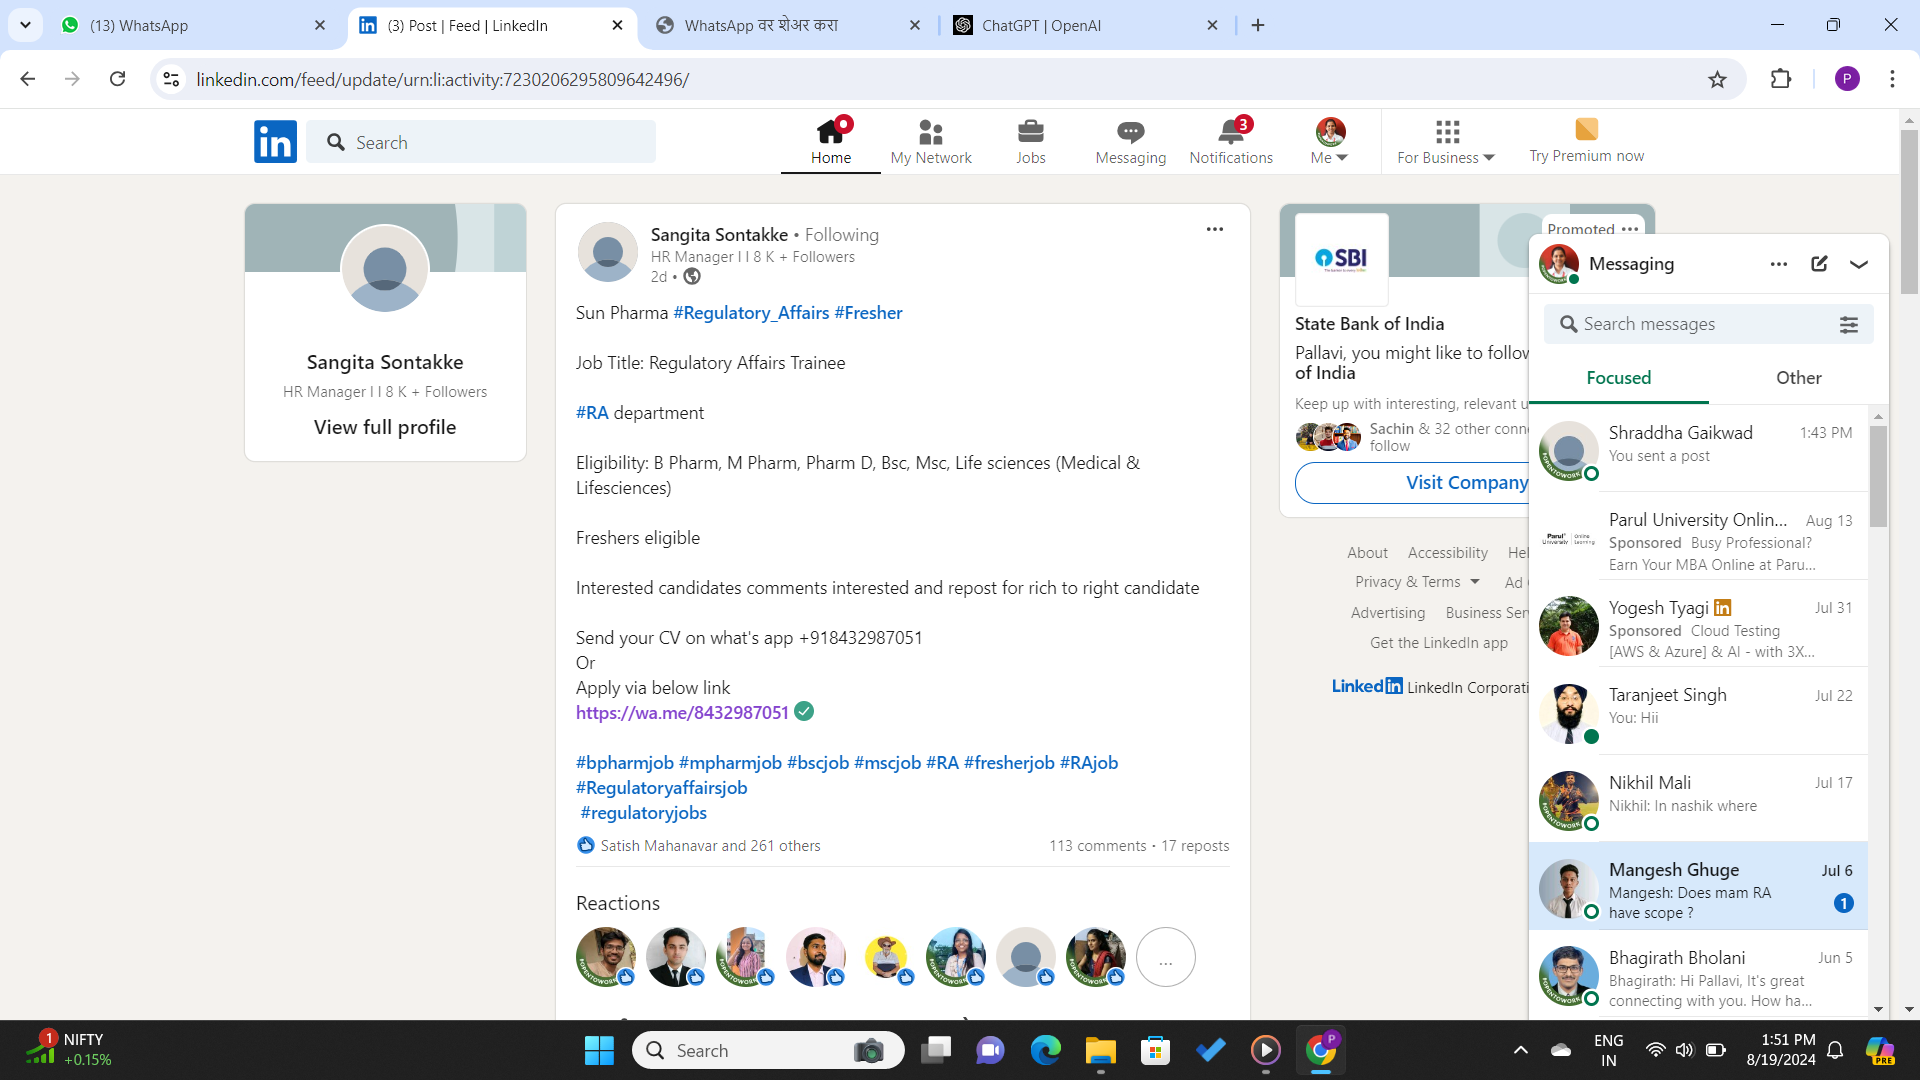 (13) WhatsApp
(3) Post | Feed | LinkedIn
WhatsApp वर शेअर करा
ChatGPT | OpenAI
linkedin.com/feed/update/urn:li:activity:7230206295809642496/
P
in
Search
Home
My Network
Jobs
Messaging
3
Notifications
Me
For Business
Try Premium now
Sangita Sontakke
HR Manager I I 8 K + Followers
View full profile
Sangita Sontakke • Following
HR Manager I I 8 K + Followers
2d •
Sun Pharma #Regulatory_Affairs #Fresher
Job Title: Regulatory Affairs Trainee
#RA department
Eligibility: B Pharm, M Pharm, Pharm D, Bsc, Msc, Life sciences (Medical &
Lifesciences)
Freshers eligible
Interested candidates comments interested and repost for rich to right candidate
Send your CV on what's app +918432987051
Or
Apply via below link
https://wa.me/8432987051
#bpharmjob #mpharmjob #bscjob #mscjob #RA #fresherjob #RAjob
#Regulatoryaffairsjob
#regulatoryjobs
Satish Mahanavar and 261 others
113 comments • 17 reposts
Reactions
...
Promoted
SBI
State Bank of India
Pallavi, you might like to follow
of India
Keep up with interesting, relevant u
Sachin & 32 other conne
follow
Visit Company
About Accessibility Hel
Privacy & Terms Ad
Advertising Business Ser
Get the LinkedIn app
Linked in LinkedIn Corporati
Messaging
Search messages
Focused
Other
Shraddha Gaikwad 1:43 PM
You sent a post
Parul University Onlin... Aug 13
Sponsored Busy Professional?
Earn Your MBA Online at Paru...
Yogesh Tyagi in Jul 31
Sponsored Cloud Testing
[AWS & Azure] & AI - with 3X...
Taranjeet Singh Jul 22
You: Hii
Nikhil Mali Jul 17
Nikhil: In nashik where
Mangesh Ghuge Jul 6
Mangesh: Does mam RA
have scope ?
1
Bhagirath Bholani Jun 5
Bhagirath: Hi Pallavi, It's great
connecting with you. How ha...
1
NIFTY
+0.15%
Search
P
ENG
IN
1:51 PM
8/19/2024
PRE